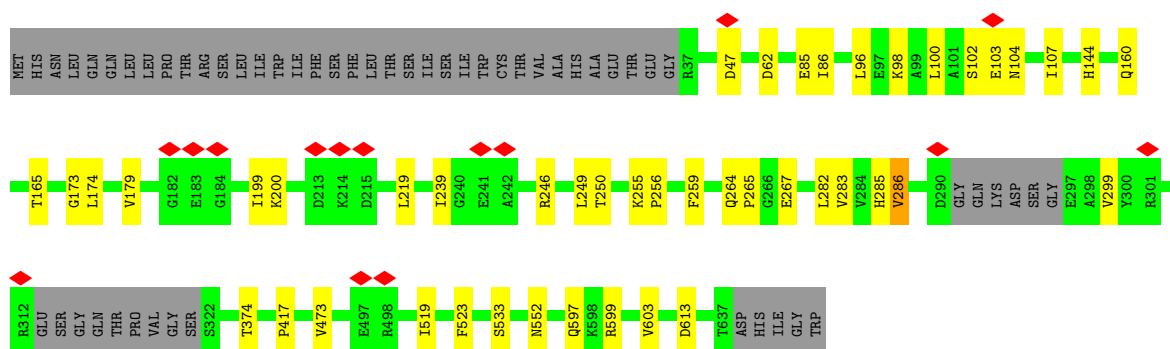 MET HIS ASN LEU GLN GLN LEU LEU PRO THR ARG SER LEU ILE TRP ILE PHE SER PHE LEU THR SER ILE SER ILE TRP CYS THR VAL ALA HIS ALA GLU THR GLU GLY R37 D47 D62 E85 I86 L96 E97 K98 A99 L100 A101 S102 E103 N104 I107 H144 Q160
T165 G173 L174 V179 G182 E183 G184 I199 K200 D213 K214 D215 L219 I239 G240 E241 A242 R246 L249 T250 K255 P256 F259 Q264 P265 G266 E267 L282 V283 V284 H285 V286 D290 GLY GLN LYS ASP SER GLY E297 A298 V299 Y300 R301
R312 GLU SER GLY GLN THR PRO VAL GLY SER S322 T374 P417 V473 E497 R498 I519 F523 S533 N552 Q597 K598 R599 V603 D613 T637 ASP HIS ILE GLY TRP